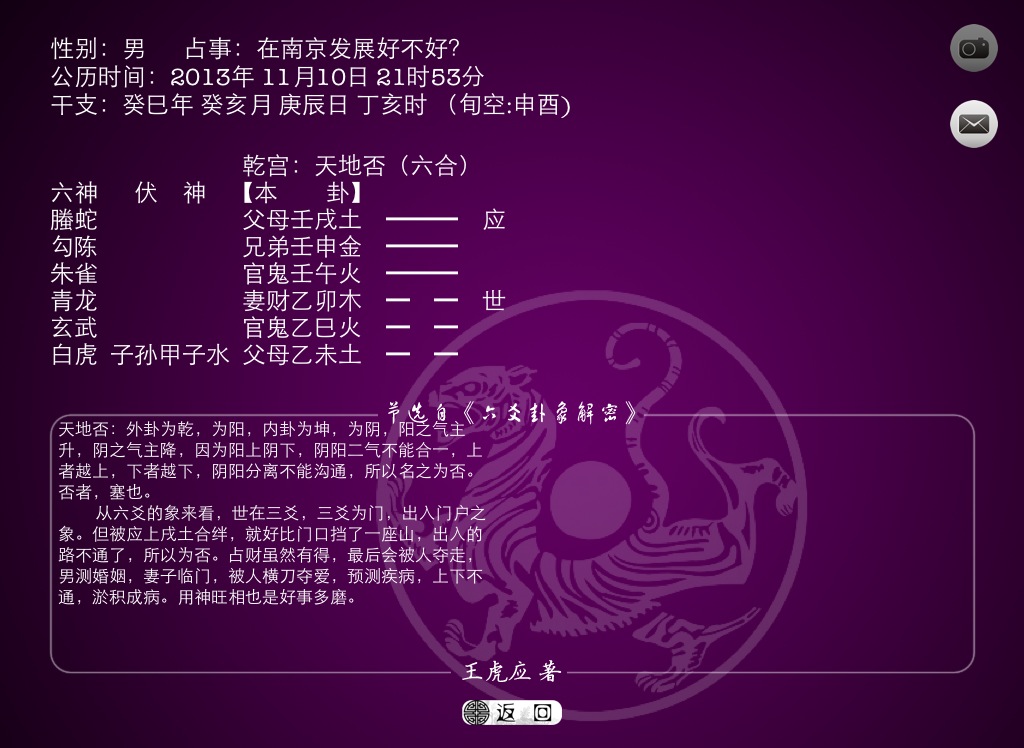 性别：男　占事：在南京发展好不好？
公历时间：2013年 11月10日 21时53分
干支：癸巳年 癸亥月 庚辰日 丁亥时 （旬空:申酉)
乾宫：天地否（六合）
六神　伏　神　【本　　卦】
螣蛇　父母壬戌土　应
勾陈　兄弟壬申金
朱雀　官鬼壬午火
青龙　妻财乙卯木　世
玄武　官鬼乙巳火
白虎 子孙甲子水 父母乙未土
节选自《六爻卦象解密》
天地否：外卦为乾，为阳，内卦为坤，为阴，阳之气主
升，阴之气主降，因为阳上阴下，阴阳二气不能合一，上
者越上，下者越下，阴阳分离不能沟通，所以名之为否。
否者，塞也。
从六爻的象来看，世在三爻，三爻为门，出入门户之
象。但被应上戌土合绊，就好比门口挡了一座山，出入的
路不通了，所以为否。占财虽然有得，最后会被人夺走，
男测婚姻，妻子临门，被人横刀夺爱，预测疾病，上下不
通，淤积成病。用神旺相也是好事多磨。
王虎应 著
返 回